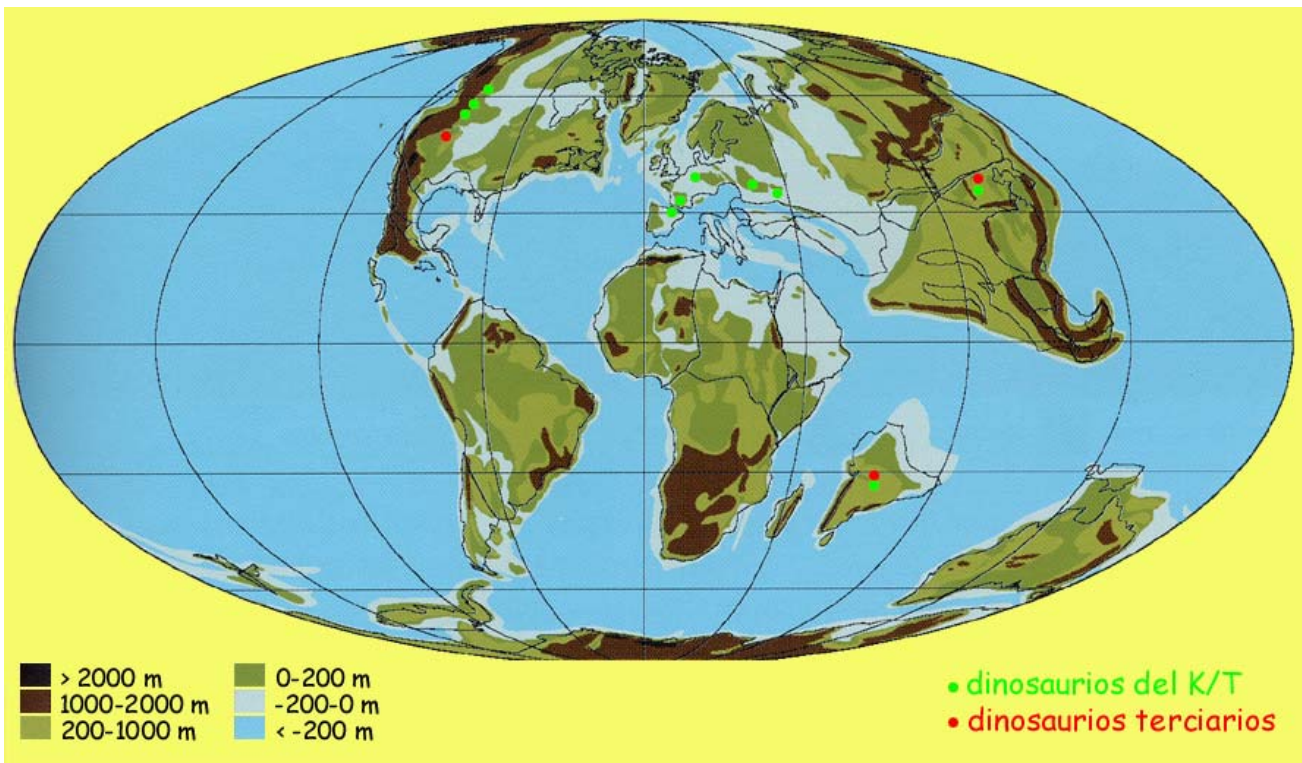 > 2000 m
1000-2000 m
200-1000 m
0-200 m
-200-0 m
< -200 m
dinosaurios del K/T
dinosaurios terciarios